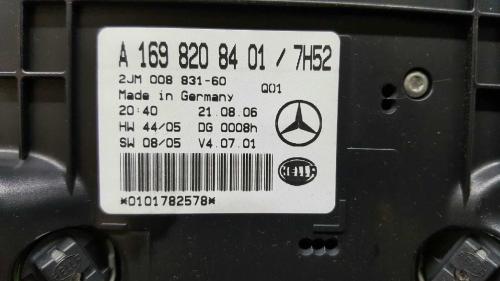 A 169 820 84 01 / 7H52
2JM 008 831-60 Q01
Made in Germany
20:40 21.08.06
HW 44/05 DG 0008h
SW 08/05 V4.07.01
HELLA
*0101782578*